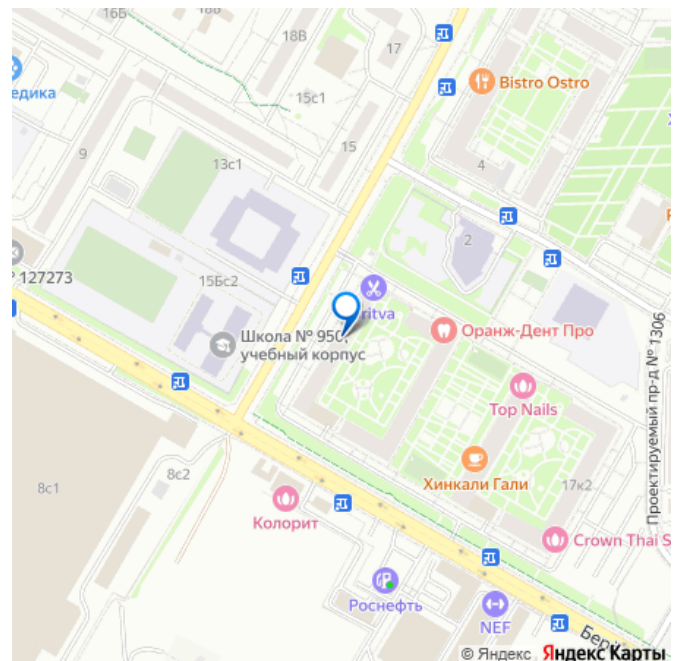 16Б
18В
17
едика
15с1
Bistro Ostro
9
15
13с1
4
2
№ 127273
15Бс2
ritva
Школа № 950,
учебный корпус
Оранж-Дент Про
Top Nails
Проектируемый пр-д № 1306
8с1
8с2
Хинкали Гали
17к2
Колорит
Crown Thai S
Роснефть
NEF
Бер
© Яндекс Яндекс Карты